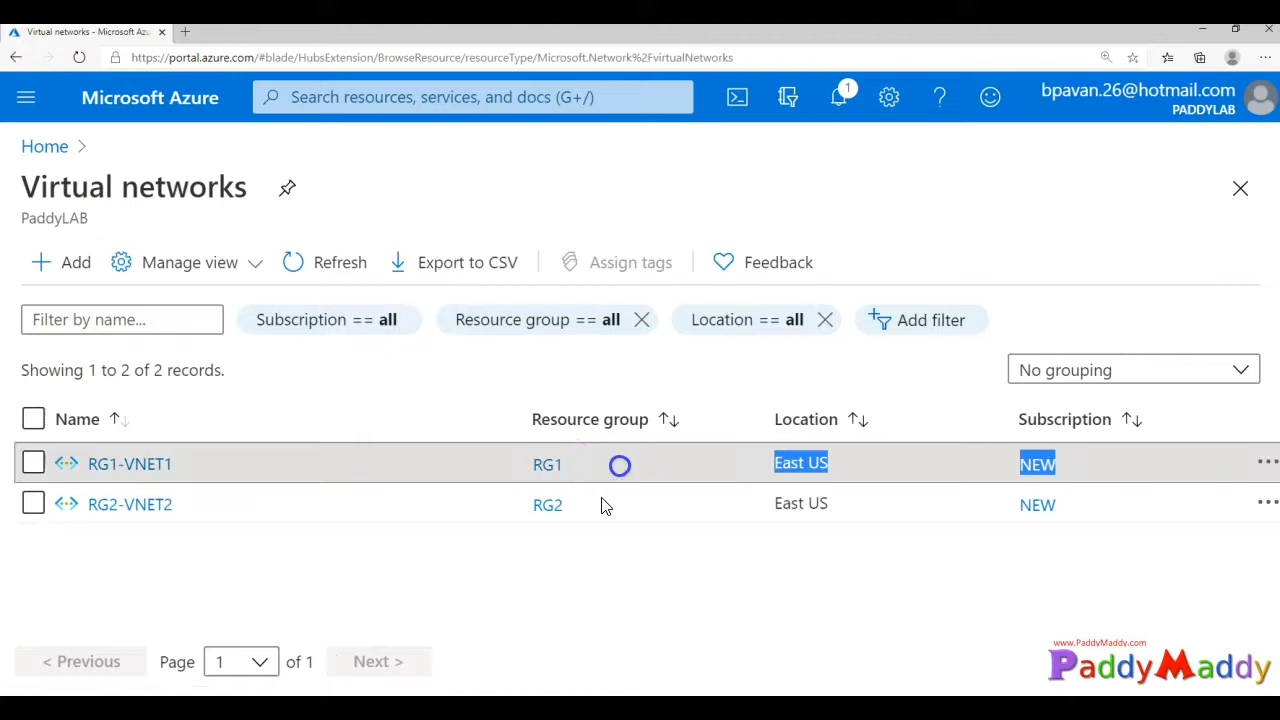 Virtual networks - Microsoft Azu
https://portal.azure.com/#blade/HubsExtension/BrowseResource/resourceType/Microsoft.Network%2FvirtualNetworks
Microsoft Azure
Search resources, services, and docs (G+/)
1
bpavan.26@hotmail.com
PADDYLAB
Home
Virtual networks
PaddyLAB
Add
Manage view
Refresh
Export to CSV
Assign tags
Feedback
Filter by name...
Subscription == all
Resource group == all
Location == all
Add filter
Showing 1 to 2 of 2 records.
No grouping
Name Resource group Location Subscription
RG1-VNET1 RG1 East US NEW
RG2-VNET2 RG2 East US NEW
< Previous Page 1 of 1 Next >
www.PaddyMaddy.com
PaddyMaddy